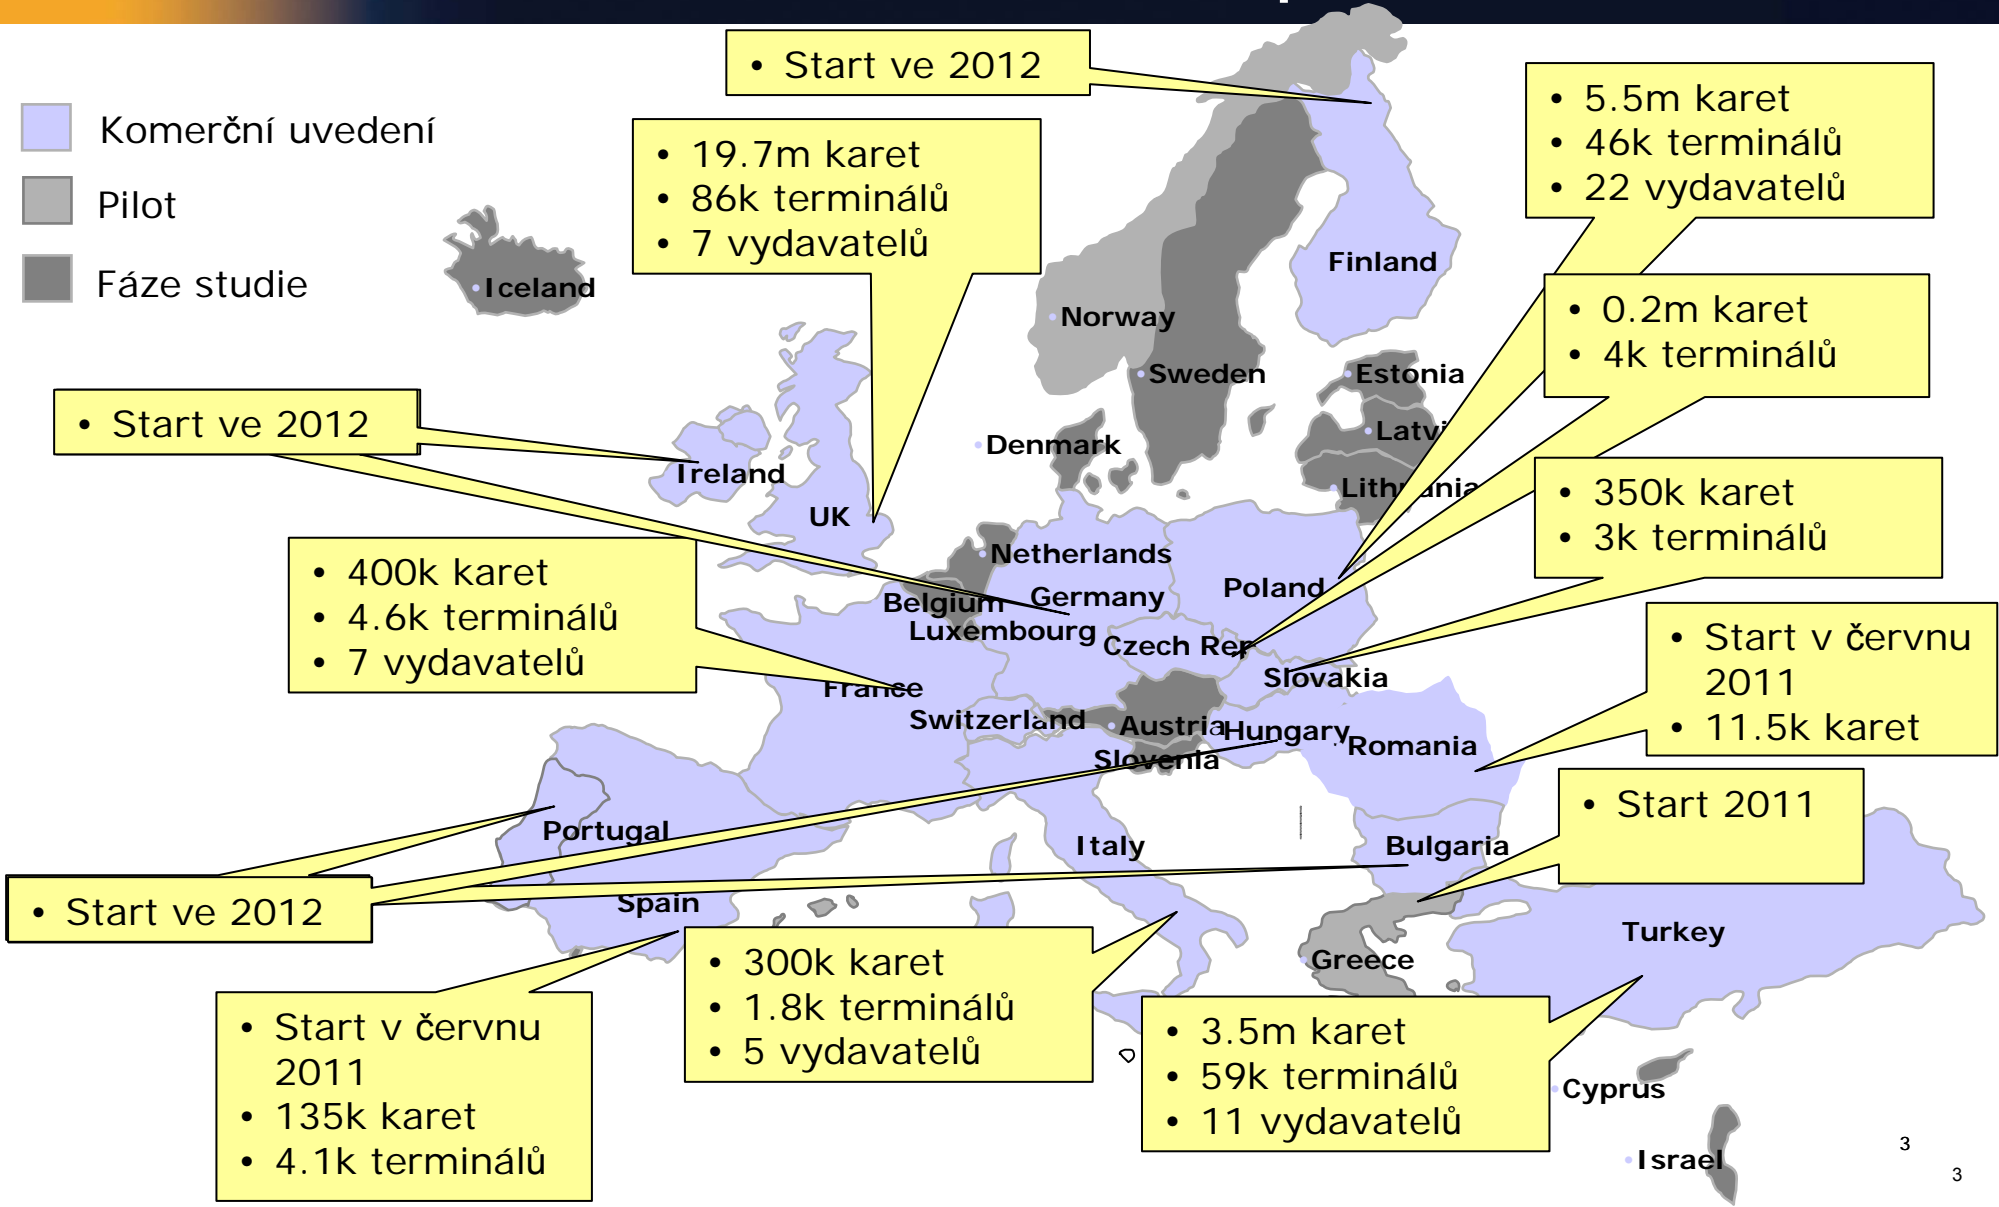 • Start ve 2012
Komerční uvedení
Pilot
Fáze studie
• 19.7m karet
• 86k terminálů
• 7 vydavatelů
• 5.5m karet
• 46k terminálů
• 22 vydavatelů
Finland
Iceland
Norway
• 0.2m karet
• 4k terminálů
Sweden
Estonia
• Start ve 2012
Denmark
Latvi
Ireland
Lithuania
UK
• 350k karet
• 3k terminálů
Netherlands
• 400k karet
• 4.6k terminálů
• 7 vydavatelů
Belgium
Germany
Poland
Luxembourg
Czech Rep
• Start v červnu
2011
• 11.5k karet
Slovakia
France
Switzerland
Austria
Hungary
Romania
Slovenia
• Start 2011
Portugal
Italy
Bulgaria
• Start ve 2012
Spain
Turkey
Greece
• 300k karet
• 1.8k terminálů
• 5 vydavatelů
• Start v červnu
2011
• 135k karet
• 4.1k terminálů
• 3.5m karet
• 59k terminálů
• 11 vydavatelů
Cyprus
Israel
3
3